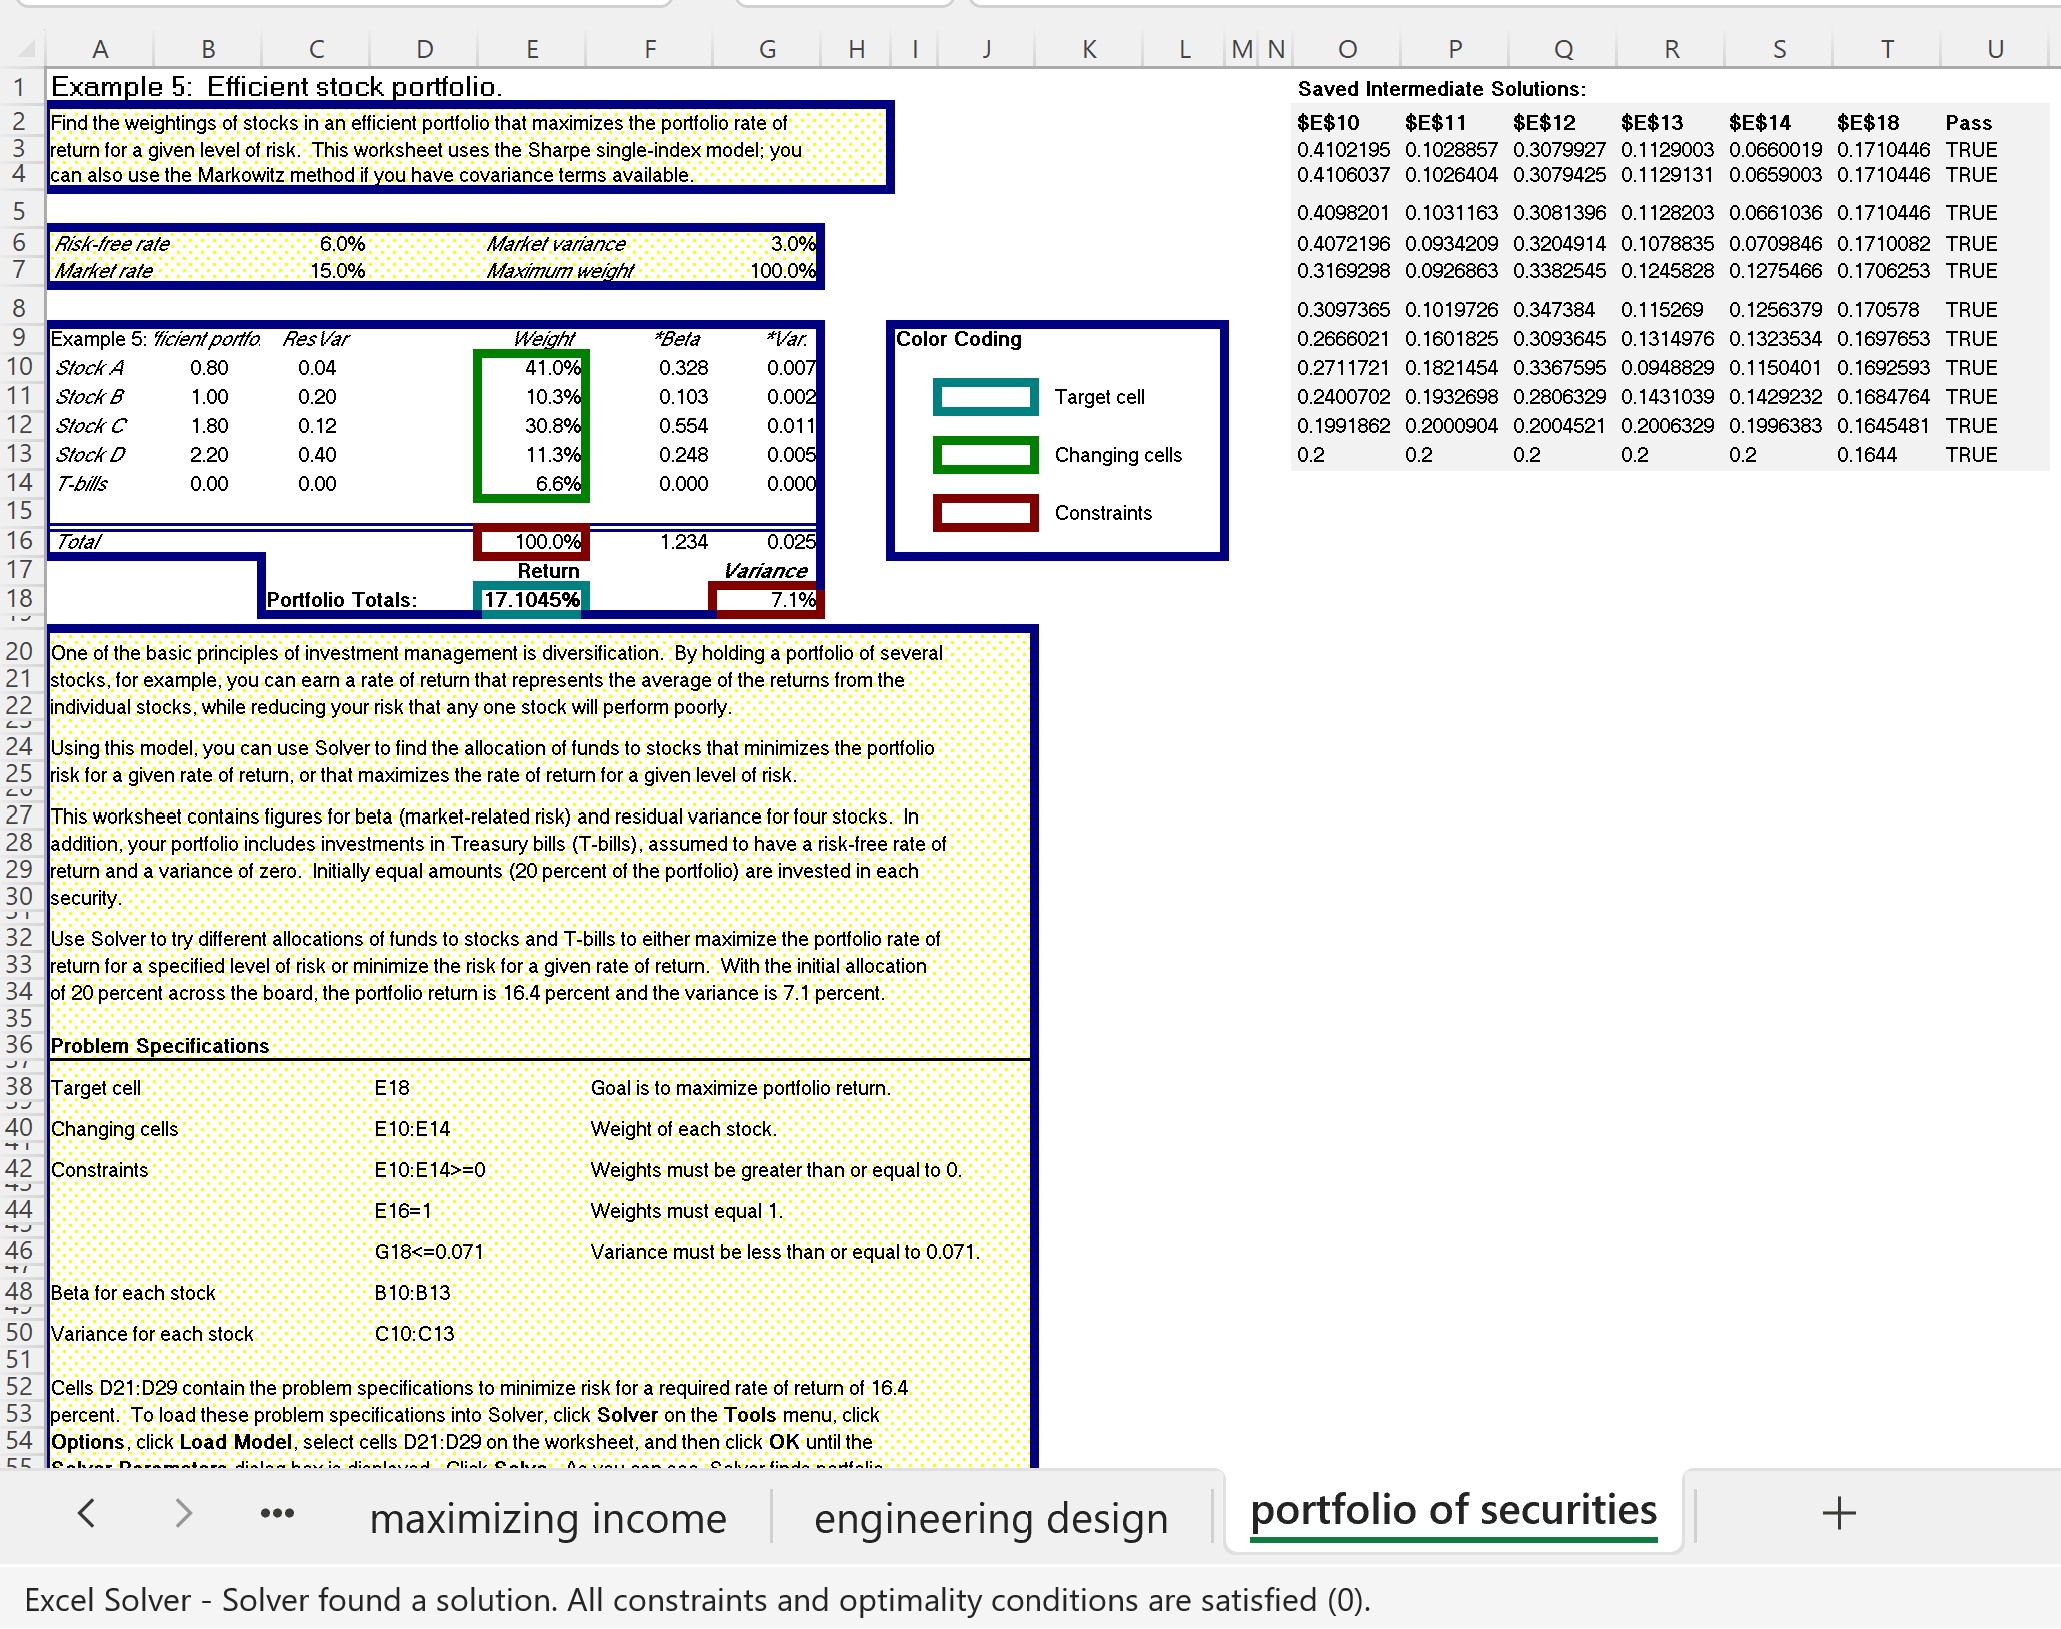 A B C D E F G H I J K L M N O P Q R S T U
1 Example 5: Efficient stock portfolio. Saved Intermediate Solutions:
2 Find the weightings of stocks in an efficient portfolio that maximizes the portfolio rate of $E$10 $E$11 $E$12 $E$13 $E$14 $E$18 Pass
3 return for a given level of risk. This worksheet uses the Sharpe single-index model; you 0.4102195 0.1028857 0.3079927 0.1129003 0.0660019 0.1710446 TRUE
4 can also use the Markowitz method if you have covariance terms available. 0.4106037 0.1026404 0.3079425 0.1129131 0.0659003 0.1710446 TRUE
5 0.4098201 0.1031163 0.3081396 0.1128203 0.0661036 0.1710446 TRUE
6 Risk-free rate 6.0% Market variance 3.0% 0.4072196 0.0934209 0.3204914 0.1078835 0.0709846 0.1710082 TRUE
7 Market rate 15.0% Maximum weight 100.0% 0.3169298 0.0926863 0.3382545 0.1245828 0.1275466 0.1706253 TRUE
8 0.3097365 0.1019726 0.347384 0.115269 0.1256379 0.170578 TRUE
9 Example 5: ficient portfo ResVar Weight *Beta *Var. Color Coding 0.2666021 0.1601825 0.3093645 0.1314976 0.1323534 0.1697653 TRUE
10 Stock A 0.80 0.04 41.0% 0.328 0.007 0.2711721 0.1821454 0.3367595 0.0948829 0.1150401 0.1692593 TRUE
11 Stock B 1.00 0.20 10.3% 0.103 0.002 Target cell 0.2400702 0.1932698 0.2806329 0.1431039 0.1429232 0.1684764 TRUE
12 Stock C 1.80 0.12 30.8% 0.554 0.011 0.1991862 0.2000904 0.2004521 0.2006329 0.1996383 0.1645481 TRUE
13 Stock D 2.20 0.40 11.3% 0.248 0.005 Changing cells 0.2 0.2 0.2 0.2 0.2 0.1644 TRUE
14 T-bills 0.00 0.00 6.6% 0.000 0.000
15 Constraints
16 Total 100.0% 1.234 0.025
17 Return Variance
18 Portfolio Totals: 17.1045% 7.1%
20 One of the basic principles of investment management is diversification. By holding a portfolio of several
21 stocks, for example, you can earn a rate of return that represents the average of the returns from the
22 individual stocks, while reducing your risk that any one stock will perform poorly.
24 Using this model, you can use Solver to find the allocation of funds to stocks that minimizes the portfolio
25 risk for a given rate of return, or that maximizes the rate of return for a given level of risk.
27 This worksheet contains figures for beta (market-related risk) and residual variance for four stocks. In
28 addition, your portfolio includes investments in Treasury bills (T-bills), assumed to have a risk-free rate of
29 return and a variance of zero. Initially equal amounts (20 percent of the portfolio) are invested in each
30 security.
32 Use Solver to try different allocations of funds to stocks and T-bills to either maximize the portfolio rate of
33 return for a specified level of risk or minimize the risk for a given rate of return. With the initial allocation
34 of 20 percent across the board, the portfolio return is 16.4 percent and the variance is 7.1 percent.
35
36 Problem Specifications
38 Target cell E18 Goal is to maximize portfolio return.
40 Changing cells E10:E14 Weight of each stock.
42 Constraints E10:E14>=0 Weights must be greater than or equal to 0.
44 E16=1 Weights must equal 1.
46 G18<=0.071 Variance must be less than or equal to 0.071.
48 Beta for each stock B10:B13
50 Variance for each stock C10:C13
51
52 Cells D21:D29 contain the problem specifications to minimize risk for a required rate of return of 16.4
53 percent. To load these problem specifications into Solver, click Solver on the Tools menu, click
54 Options, click Load Model, select cells D21:D29 on the worksheet, and then click OK until the
55 Solver Parameters dialog box is displayed. Click Solve. As you can see, Solver finds portfolio
maximizing income engineering design portfolio of securities
Excel Solver - Solver found a solution. All constraints and optimality conditions are satisfied (0).